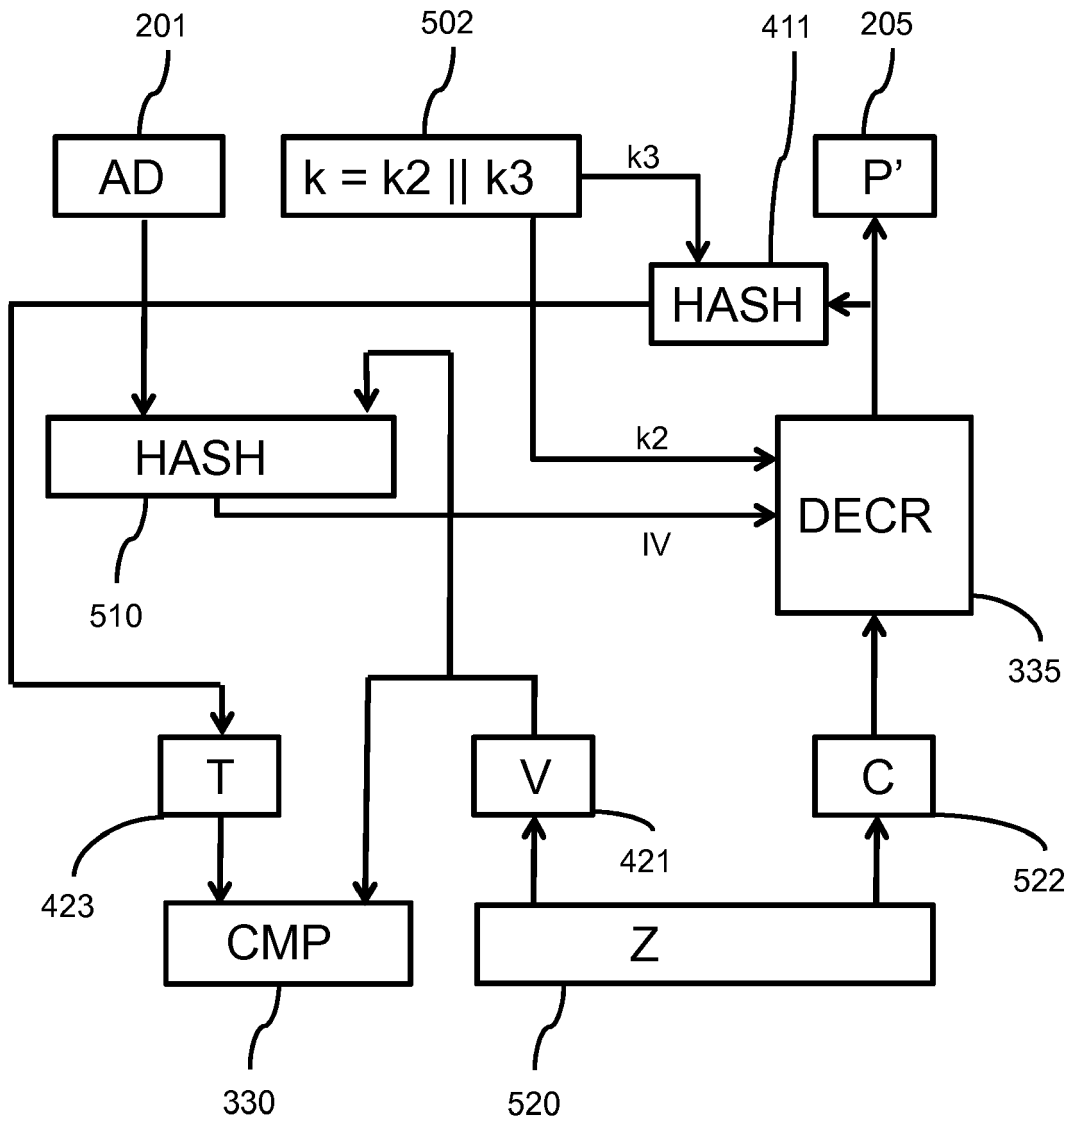 201
502
411
205
AD
k = k2 || k3
k3
P'
HASH
HASH
k2
DECR
IV
510
335
T
V
C
421
423
522
CMP
Z
330
520